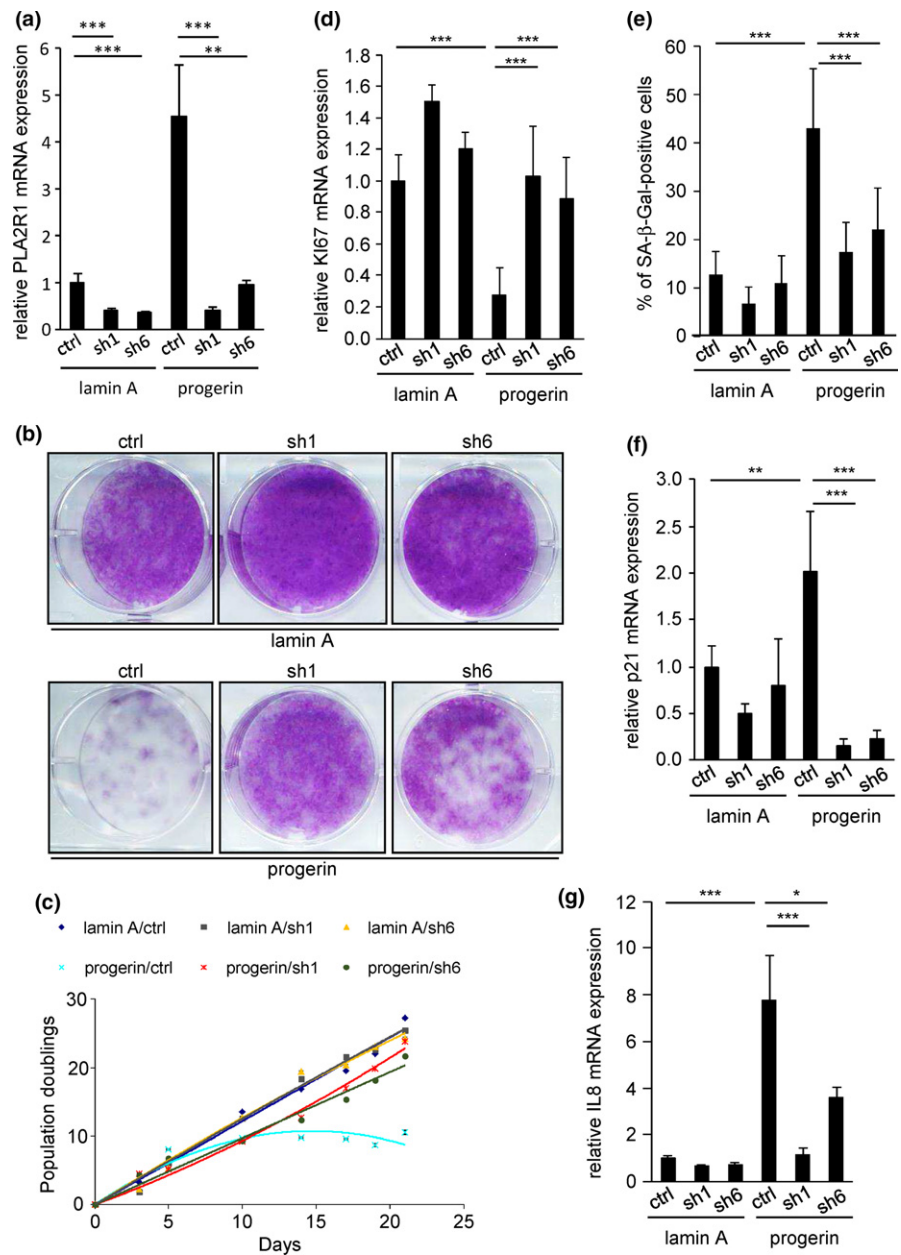 (a)
*** ***
*** **
relative PLA2R1 mRNA expression
6
5
4
3
2
1
0
ctrl sh1 sh6 ctrl sh1 sh6
lamin A progerin
(d)
*** ***
***
relative KI67 mRNA expression
1.8
1.6
1.4
1.2
1.0
0.8
0.6
0.4
0.2
0.0
ctrl sh1 sh6 ctrl sh1 sh6
lamin A progerin
(e)
*** ***
***
% of SA-β-Gal-positive cells
60
50
40
30
20
10
0
ctrl sh1 sh6 ctrl sh1 sh6
lamin A progerin
(b)
ctrl sh1 sh6
lamin A
ctrl sh1 sh6
progerin
(f)
** ***
***
relative p21 mRNA expression
3.0
2.5
2.0
1.5
1.0
0.5
0.0
ctrl sh1 sh6 ctrl sh1 sh6
lamin A progerin
(c)
lamin A/ctrl lamin A/sh1 lamin A/sh6
progerin/ctrl progerin/sh1 progerin/sh6
Population doublings
30
20
10
0
0 5 10 15 20 25
Days
(g)
*** *
***
relative IL8 mRNA expression
12
10
8
6
4
2
0
ctrl sh1 sh6 ctrl sh1 sh6
lamin A progerin